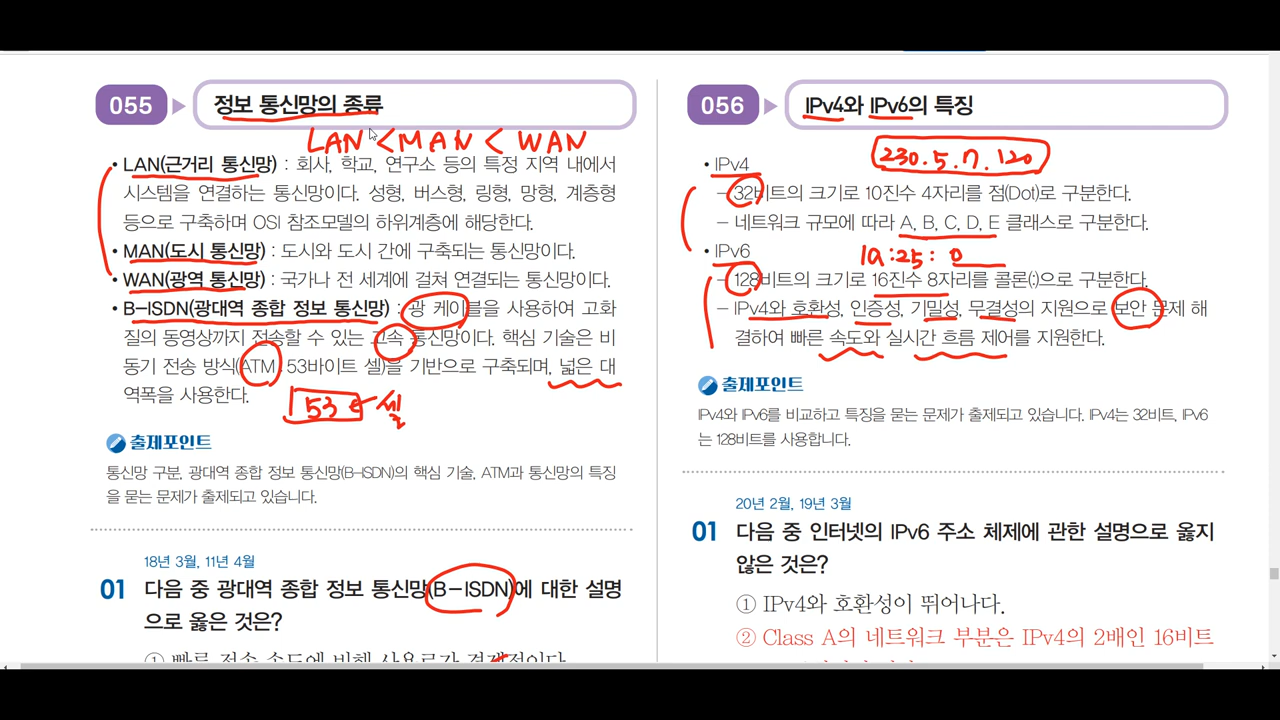 055 정보 통신망의 종류
LAN < MAN < WAN
• LAN(근거리 통신망) : 회사, 학교, 연구소 등의 특정 지역 내에서
시스템을 연결하는 통신망이다. 성형, 버스형, 링형, 망형, 계층형
등으로 구축하며 OSI 참조모델의 하위계층에 해당한다.
• MAN(도시 통신망) : 도시와 도시 간에 구축되는 통신망이다.
• WAN(광역 통신망) : 국가나 전 세계에 걸쳐 연결되는 통신망이다.
• B-ISDN(광대역 종합 정보 통신망) : 광 케이블을 사용하여 고화
질의 동영상까지 전송할 수 있는 고속 통신망이다. 핵심 기술은 비
동기 전송 방식(ATM : 53바이트 셀)을 기반으로 구축되며, 넓은 대
역폭을 사용한다.
53 ← 셀
출제포인트
통신망 구분, 광대역 종합 정보 통신망(B-ISDN)의 핵심 기술, ATM과 통신망의 특징
을 묻는 문제가 출제되고 있습니다.
18년 3월, 11년 4월
01 다음 중 광대역 종합 정보 통신망(B-ISDN)에 대한 설명
으로 옳은 것은?
① 빠른 전송 속도에 비해 사용료가 경제적이다.
056 IPv4와 IPv6의 특징
230.5.7.120
• IPv4
- 32비트의 크기로 10진수 4자리를 점(Dot)로 구분한다.
- 네트워크 규모에 따라 A, B, C, D, E 클래스로 구분한다.
• IPv6
1a:25:0
- 128비트의 크기로 16진수 8자리를 콜론(:)으로 구분한다.
- IPv4와 호환성, 인증성, 기밀성, 무결성의 지원으로 보안 문제 해
결하여 빠른 속도와 실시간 흐름 제어를 지원한다.
출제포인트
IPv4와 IPv6를 비교하고 특징을 묻는 문제가 출제되고 있습니다. IPv4는 32비트, IPv6
는 128비트를 사용합니다.
20년 2월, 19년 3월
01 다음 중 인터넷의 IPv6 주소 체제에 관한 설명으로 옳지
않은 것은?
① IPv4와 호환성이 뛰어나다.
② Class A의 네트워크 부분은 IPv4의 2배인 16비트